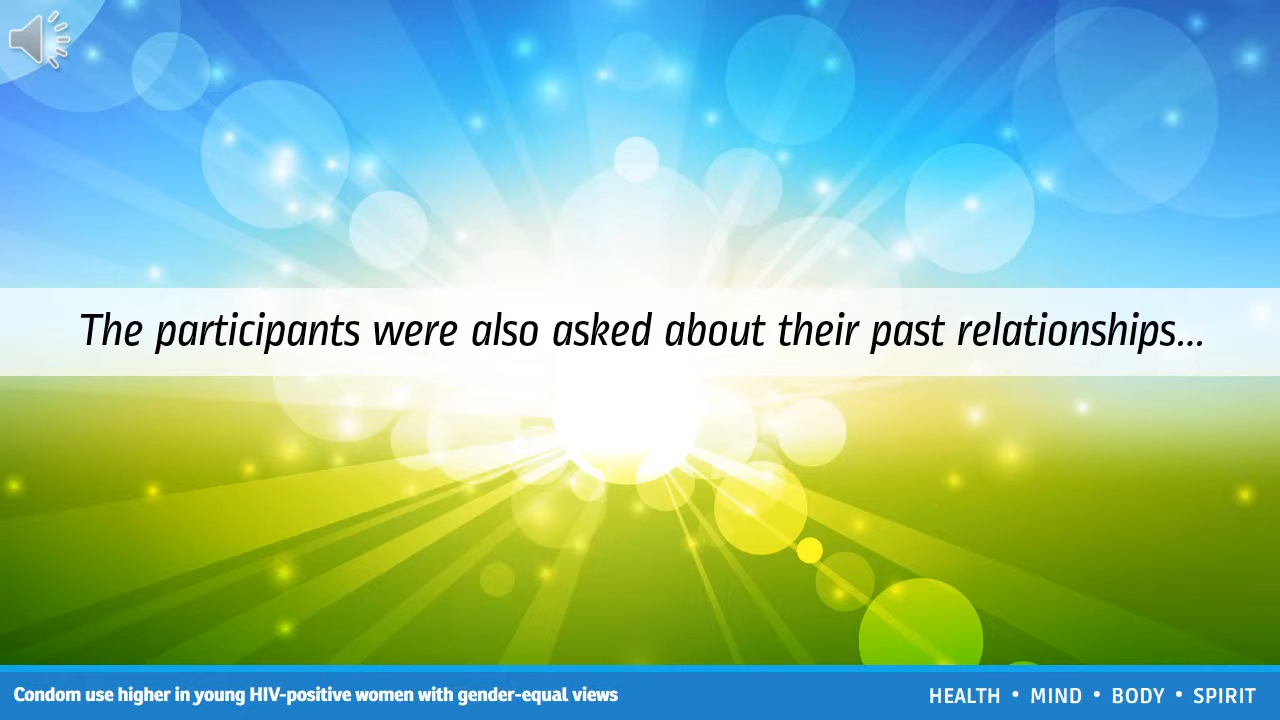 The participants were also asked about their past relationships...
Condom use higher in young HIV-positive women with gender-equal views
HEALTH • MIND • BODY • SPIRIT